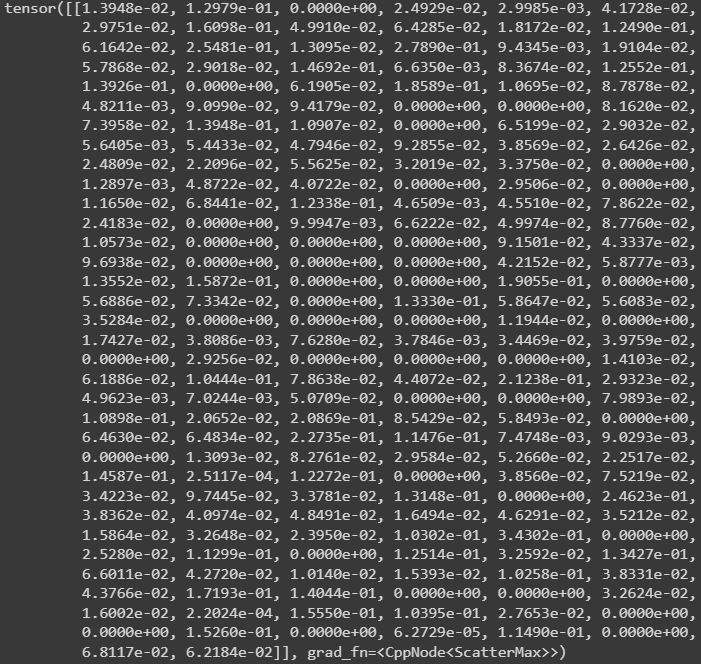 tensor([[1.3948e-02, 1.2979e-01, 0.0000e+00, 2.4929e-02, 2.9985e-03, 4.1728e-02,
2.9751e-02, 1.6098e-01, 4.9910e-02, 6.4285e-02, 1.8172e-02, 1.2490e-01,
6.1642e-02, 2.5481e-01, 1.3095e-02, 2.7890e-01, 9.4345e-03, 1.9104e-02,
5.7868e-02, 2.9018e-02, 1.4692e-01, 6.6350e-03, 8.3674e-02, 1.2552e-01,
1.3926e-01, 0.0000e+00, 6.1905e-02, 1.8589e-01, 1.0695e-02, 8.7878e-02,
4.8211e-03, 9.0990e-02, 9.4179e-02, 0.0000e+00, 0.0000e+00, 8.1620e-02,
7.3958e-02, 1.3948e-01, 1.0907e-02, 0.0000e+00, 6.5199e-02, 2.9032e-02,
5.6405e-03, 5.4433e-02, 4.7946e-02, 9.2855e-02, 3.8569e-02, 2.6426e-02,
2.4809e-02, 2.2096e-02, 5.5625e-02, 3.2019e-02, 3.3750e-02, 0.0000e+00,
1.2897e-03, 4.8722e-02, 4.0722e-02, 0.0000e+00, 2.9506e-02, 0.0000e+00,
1.1650e-02, 6.8441e-02, 1.2338e-01, 4.6509e-03, 4.5510e-02, 7.8622e-02,
2.4183e-02, 0.0000e+00, 9.9947e-03, 6.6222e-02, 4.9974e-02, 8.7760e-02,
1.0573e-02, 0.0000e+00, 0.0000e+00, 0.0000e+00, 9.1501e-02, 4.3337e-02,
9.6938e-02, 0.0000e+00, 0.0000e+00, 0.0000e+00, 4.2152e-02, 5.8777e-03,
1.3552e-02, 1.5872e-01, 0.0000e+00, 0.0000e+00, 1.9055e-01, 0.0000e+00,
5.6886e-02, 7.3342e-02, 0.0000e+00, 1.3330e-01, 5.8647e-02, 5.6083e-02,
3.5284e-02, 0.0000e+00, 0.0000e+00, 0.0000e+00, 1.1944e-02, 0.0000e+00,
1.7427e-02, 3.8086e-03, 7.6280e-02, 3.7846e-03, 3.4469e-02, 3.9759e-02,
0.0000e+00, 2.9256e-02, 0.0000e+00, 0.0000e+00, 0.0000e+00, 1.4103e-02,
6.1886e-02, 1.0444e-01, 7.8638e-02, 4.4072e-02, 2.1238e-01, 2.9323e-02,
4.9623e-03, 7.0244e-03, 5.0709e-02, 0.0000e+00, 0.0000e+00, 7.9893e-02,
1.0898e-01, 2.0652e-02, 2.0869e-01, 8.5429e-02, 5.8493e-02, 0.0000e+00,
6.4630e-02, 6.4834e-02, 2.2735e-01, 1.1476e-01, 7.4748e-03, 9.0293e-03,
0.0000e+00, 1.3093e-02, 8.2761e-02, 2.9584e-02, 5.2660e-02, 2.2517e-02,
1.4587e-01, 2.5117e-04, 1.2272e-01, 0.0000e+00, 3.8560e-02, 7.5219e-02,
3.4223e-02, 9.7445e-02, 3.3781e-02, 1.3148e-01, 0.0000e+00, 2.4623e-01,
3.8362e-02, 4.0974e-02, 4.8491e-02, 1.6494e-02, 4.6291e-02, 3.5212e-02,
1.5864e-02, 3.2648e-02, 2.3950e-02, 1.0302e-01, 3.4302e-01, 0.0000e+00,
2.5280e-02, 1.1299e-01, 0.0000e+00, 1.2514e-01, 3.2592e-02, 1.3427e-01,
6.6011e-02, 4.2720e-02, 1.0140e-02, 1.5393e-02, 1.0258e-01, 3.8331e-02,
4.3766e-02, 1.7193e-01, 1.4044e-01, 0.0000e+00, 0.0000e+00, 3.2624e-02,
1.6002e-02, 2.2024e-04, 1.5550e-01, 1.0395e-01, 2.7653e-02, 0.0000e+00,
0.0000e+00, 1.5260e-01, 0.0000e+00, 6.2729e-05, 1.1490e-01, 0.0000e+00,
6.8117e-02, 6.2184e-02]], grad_fn=<CppNode<ScatterMax>>)